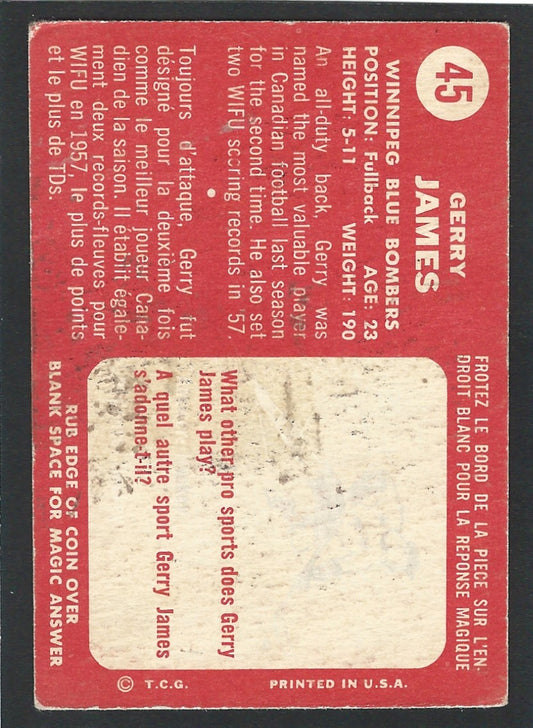 45
GERRY
JAMES
WINNIPEG BLUE BOMBERS
POSITION: Fullback AGE: 23
HEIGHT: 5-11 WEIGHT: 190
An all-duty back, Gerry was
named the most valuable player
in Canadian football last season
for the second time. He also set
two WIFU scoring records in '57.
•
Toujours d'attaque, Gerry fut
désigné pour la deuxième fois
comme le meilleur joueur Cana-
dien de la saison. Il établit égale-
ment deux records-fleuves pour
WIFU en 1957, le plus de points
et le plus de TDs.
FROTEZ LE BORD DE LA PIECE SUR L'EN-
DROIT BLANC POUR LA REPONSE MAGIQUE
What other pro sports does Gerry
James play?
A quel autre sport Gerry James
s'adonne-t-il?
RUB EDGE OF COIN OVER
BLANK SPACE FOR MAGIC ANSWER
© T.C.G. PRINTED IN U.S.A.